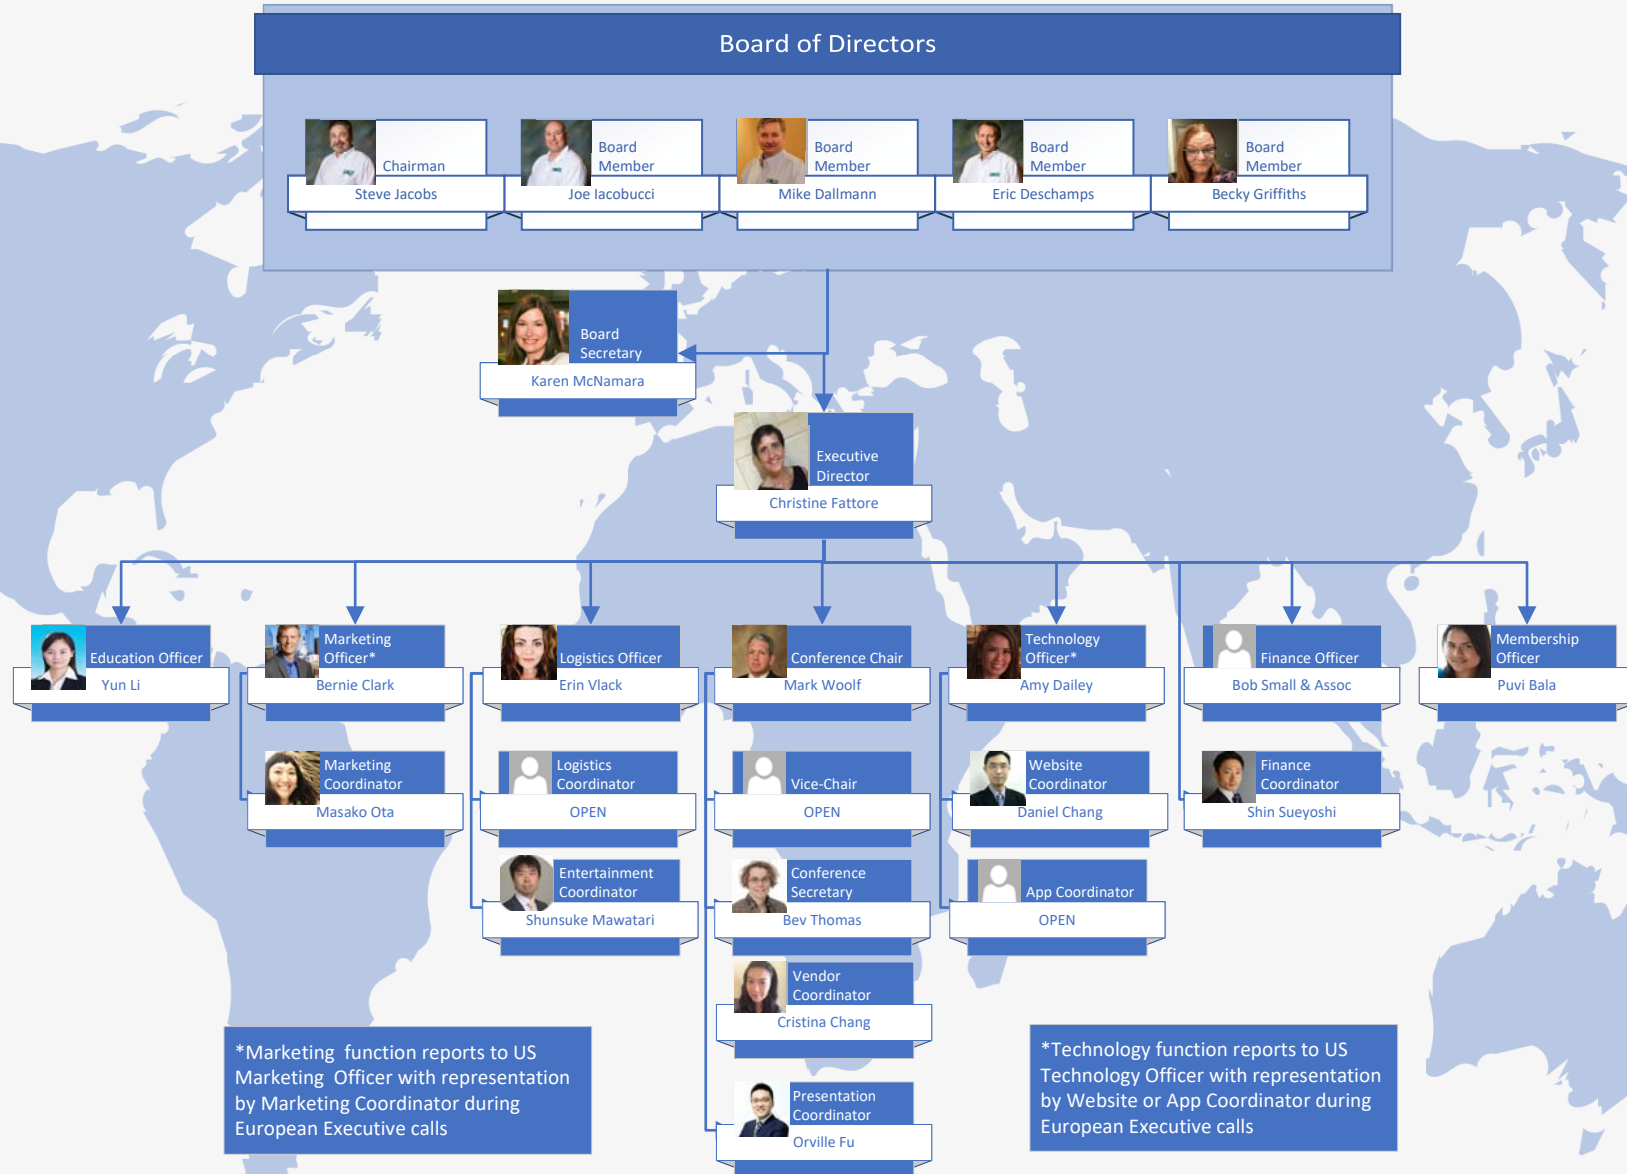 Board of Directors
Chairman
Steve Jacobs
Board
Member
Joe Iacobucci
Board
Member
Mike Dallmann
Board
Member
Eric Deschamps
Board
Member
Becky Griffiths
Board
Secretary
Karen McNamara
Executive
Director
Christine Fattore
Education Officer
Yun Li
Marketing
Officer*
Bernie Clark
Logistics Officer
Erin Vlack
Conference Chair
Mark Woolf
Technology
Officer*
Amy Dailey
Finance Officer
Bob Small & Assoc
Membership
Officer
Puvi Bala
Marketing
Coordinator
Masako Ota
Logistics
Coordinator
OPEN
Vice-Chair
OPEN
Website
Coordinator
Daniel Chang
Finance
Coordinator
Shin Sueyoshi
Entertainment
Coordinator
Shunsuke Mawatari
Conference
Secretary
Bev Thomas
App Coordinator
OPEN
Vendor
Coordinator
Cristina Chang
Presentation
Coordinator
Orville Fu
*Marketing  function reports to US
Marketing  Officer with representation
by Marketing Coordinator during
European Executive calls
*Technology function reports to US
Technology Officer with representation
by Website or App Coordinator during
European Executive calls